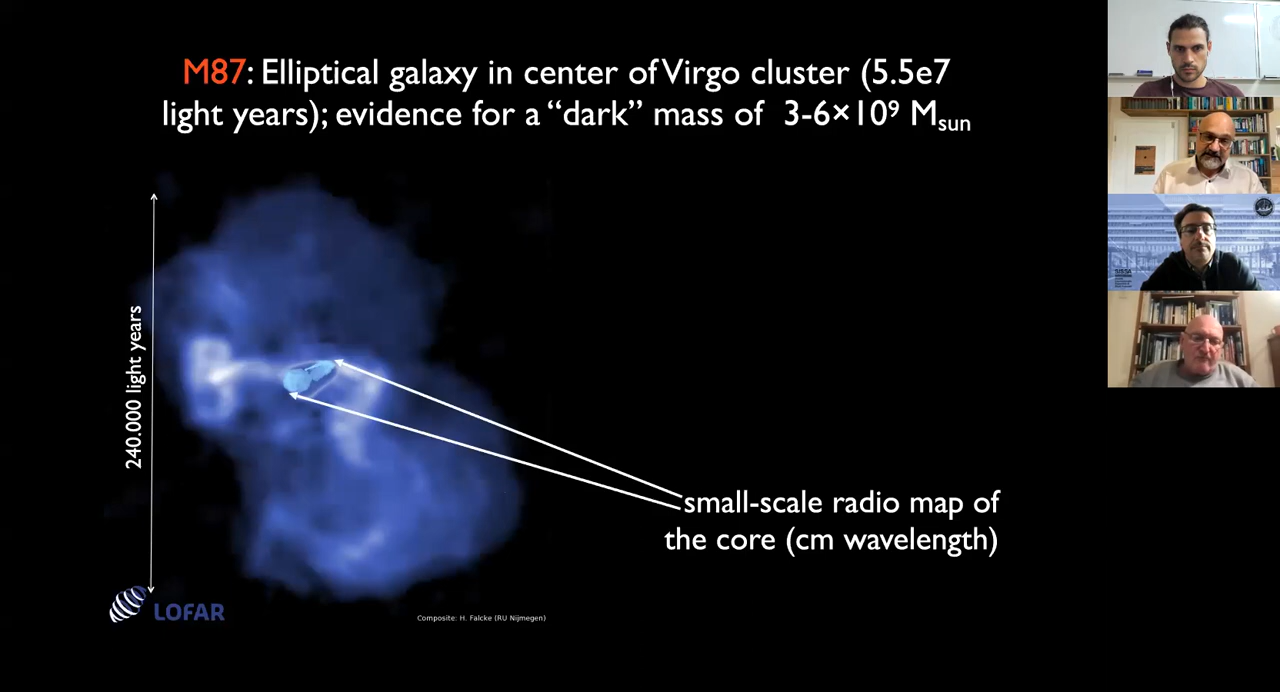 M87: Elliptical galaxy in center of Virgo cluster (5.5e7
light years); evidence for a “dark” mass of 3-6×10⁹ Msun
240.000 light years
small-scale radio map of
the core (cm wavelength)
LOFAR
Composite: H. Falcke (RU Nijmegen)